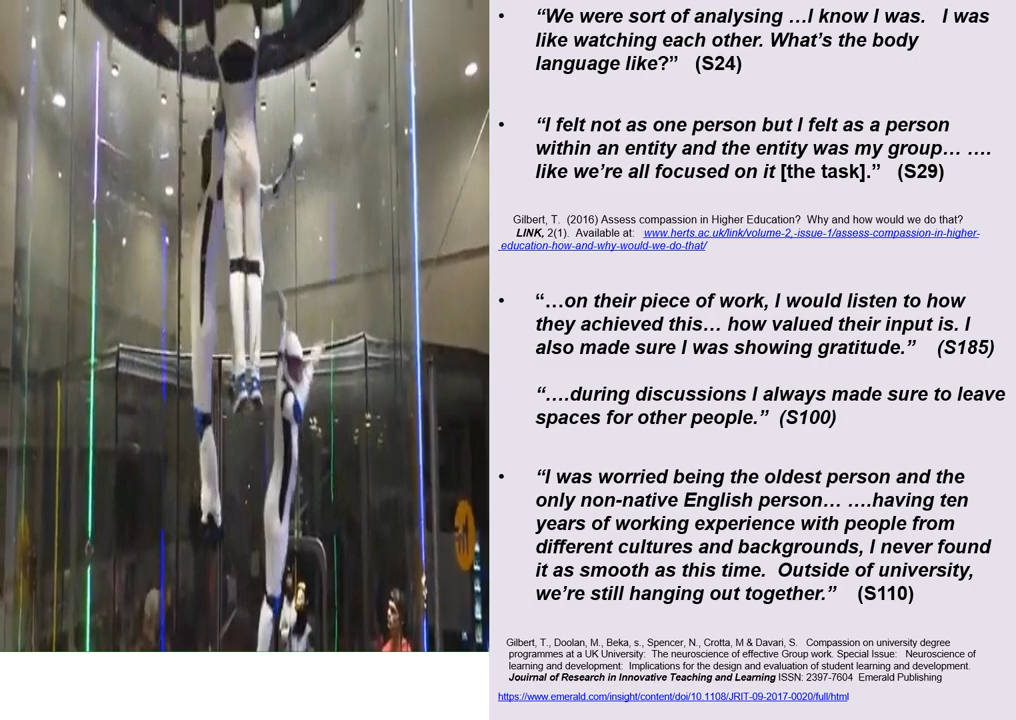 • “We were sort of analysing …I know I was.   I was
like watching each other. What’s the body
language like?”   (S24)
• “I felt not as one person but I felt as a person
within an entity and the entity was my group… ….
like we’re all focused on it [the task].”   (S29)
Gilbert, T.  (2016) Assess compassion in Higher Education?  Why and how would we do that?
LINK, 2(1).  Available at:   www.herts.ac.uk/link/volume-2,-issue-1/assess-compassion-in-higher-
education-how-and-why-would-we-do-that/
• “…on their piece of work, I would listen to how
they achieved this… how valued their input is. I
also made sure I was showing gratitude.”    (S185)
“….during discussions I always made sure to leave
spaces for other people.”  (S100)
• “I was worried being the oldest person and the
only non-native English person… ….having ten
years of working experience with people from
different cultures and backgrounds, I never found
it as smooth as this time.  Outside of university,
we’re still hanging out together.”    (S110)
Gilbert, T., Doolan, M., Beka, s., Spencer, N., Crotta, M & Davari, S.   Compassion on university degree
programmes at a UK University:  The neuroscience of effective Group work. Special Issue:   Neuroscience of
learning and development:  Implications for the design and evaluation of student learning and development.
Journal of Research in Innovative Teaching and Learning ISSN: 2397-7604  Emerald Publishing
https://www.emerald.com/insight/content/doi/10.1108/JRIT-09-2017-0020/full/html